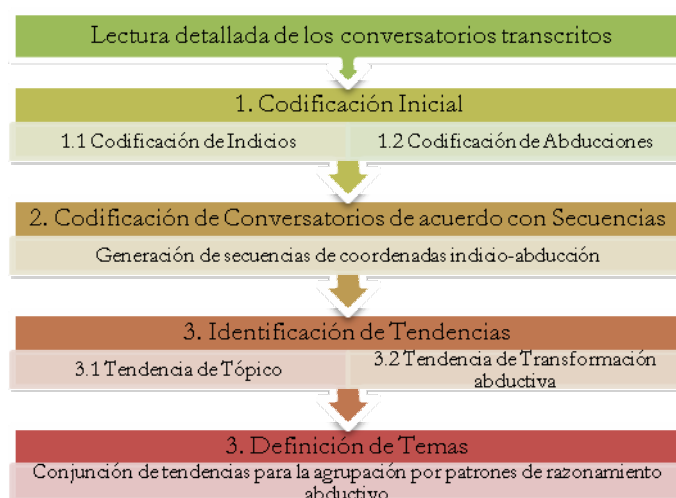 Lectura detallada de los conversatorios transcritos
1. Codificación Inicial
1.1 Codificación de Indicios
1.2 Codificación de Abducciones
2. Codificación de Conversatorios de acuerdo con Secuencias
Generación de secuencias de coordenadas indicio-abducción
3. Identificación de Tendencias
3.1 Tendencia de Tópico
3.2 Tendencia de Transformación
abductiva
3. Definición de Temas
Conjunción de tendencias para la agrupación por patrones de razonamiento
abductivo